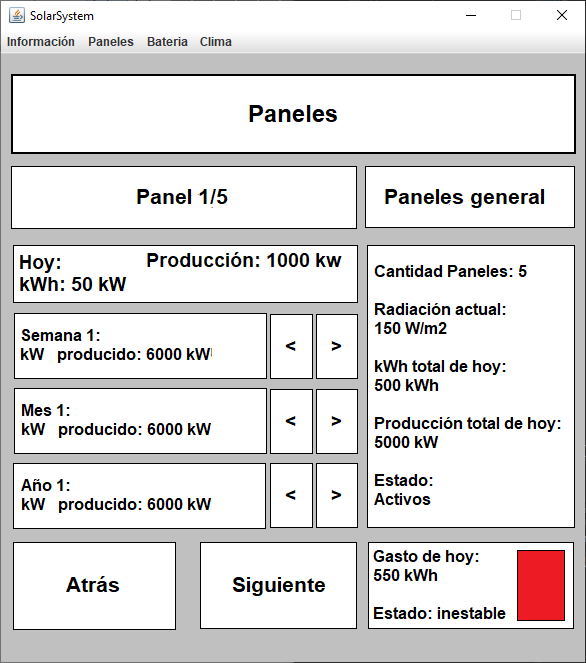 SolarSystem
Información Paneles Bateria Clima
Paneles
Panel 1/5
Paneles general
Hoy:
Producción: 1000 kw
kWh: 50 kW
Semana 1:
kW producido: 6000 kW
< >
Mes 1:
kW producido: 6000 kW
< >
Año 1:
kW producido: 6000 kW
< >
Cantidad Paneles: 5
Radiación actual:
150 W/m2
kWh total de hoy:
500 kWh
Producción total de hoy:
5000 kW
Estado:
Activos
Atrás
Siguiente
Gasto de hoy:
550 kWh
Estado: inestable